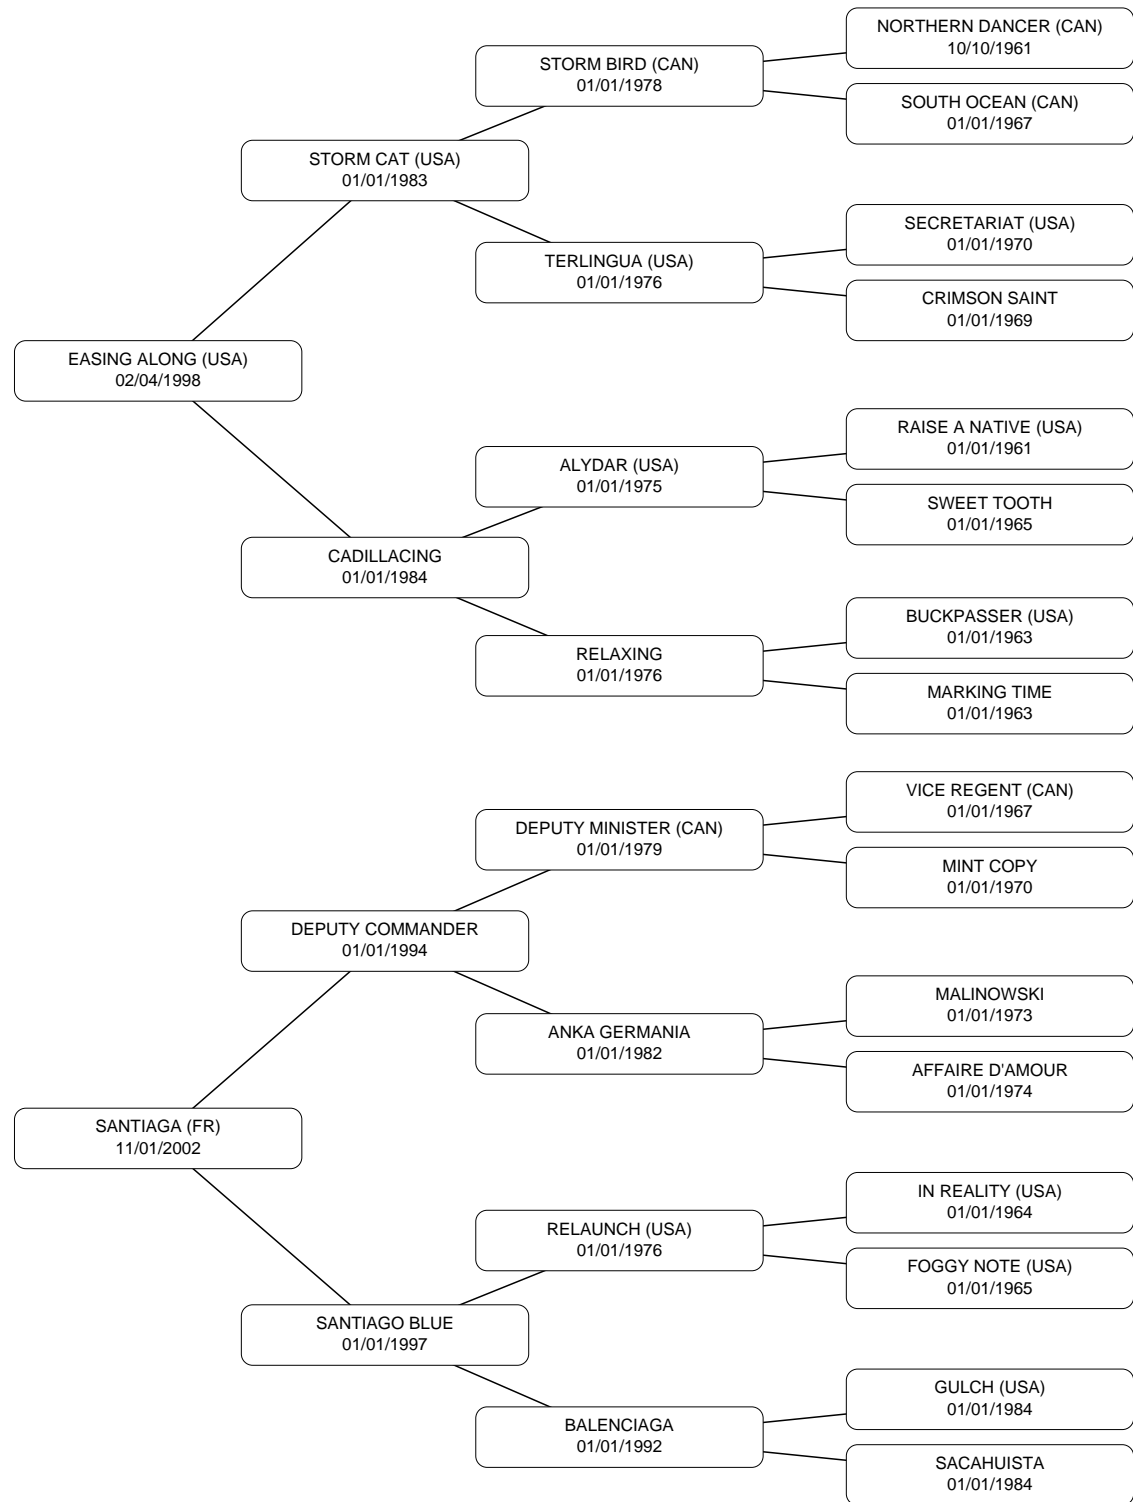 NORTHERN DANCER (CAN)
10/10/1961
STORM BIRD (CAN)
01/01/1978
SOUTH OCEAN (CAN)
01/01/1967
STORM CAT (USA)
01/01/1983
SECRETARIAT (USA)
01/01/1970
TERLINGUA (USA)
01/01/1976
CRIMSON SAINT
01/01/1969
EASING ALONG (USA)
02/04/1998
RAISE A NATIVE (USA)
01/01/1961
ALYDAR (USA)
01/01/1975
SWEET TOOTH
01/01/1965
CADILLACING
01/01/1984
BUCKPASSER (USA)
01/01/1963
RELAXING
01/01/1976
MARKING TIME
01/01/1963
VICE REGENT (CAN)
01/01/1967
DEPUTY MINISTER (CAN)
01/01/1979
MINT COPY
01/01/1970
DEPUTY COMMANDER
01/01/1994
MALINOWSKI
01/01/1973
ANKA GERMANIA
01/01/1982
AFFAIRE D'AMOUR
01/01/1974
SANTIAGA (FR)
11/01/2002
IN REALITY (USA)
01/01/1964
RELAUNCH (USA)
01/01/1976
FOGGY NOTE (USA)
01/01/1965
SANTIAGO BLUE
01/01/1997
GULCH (USA)
01/01/1984
BALENCIAGA
01/01/1992
SACAHUISTA
01/01/1984